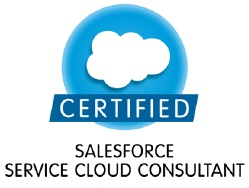 CERTIFIED
SALESFORCE
SERVICE CLOUD CONSULTANT